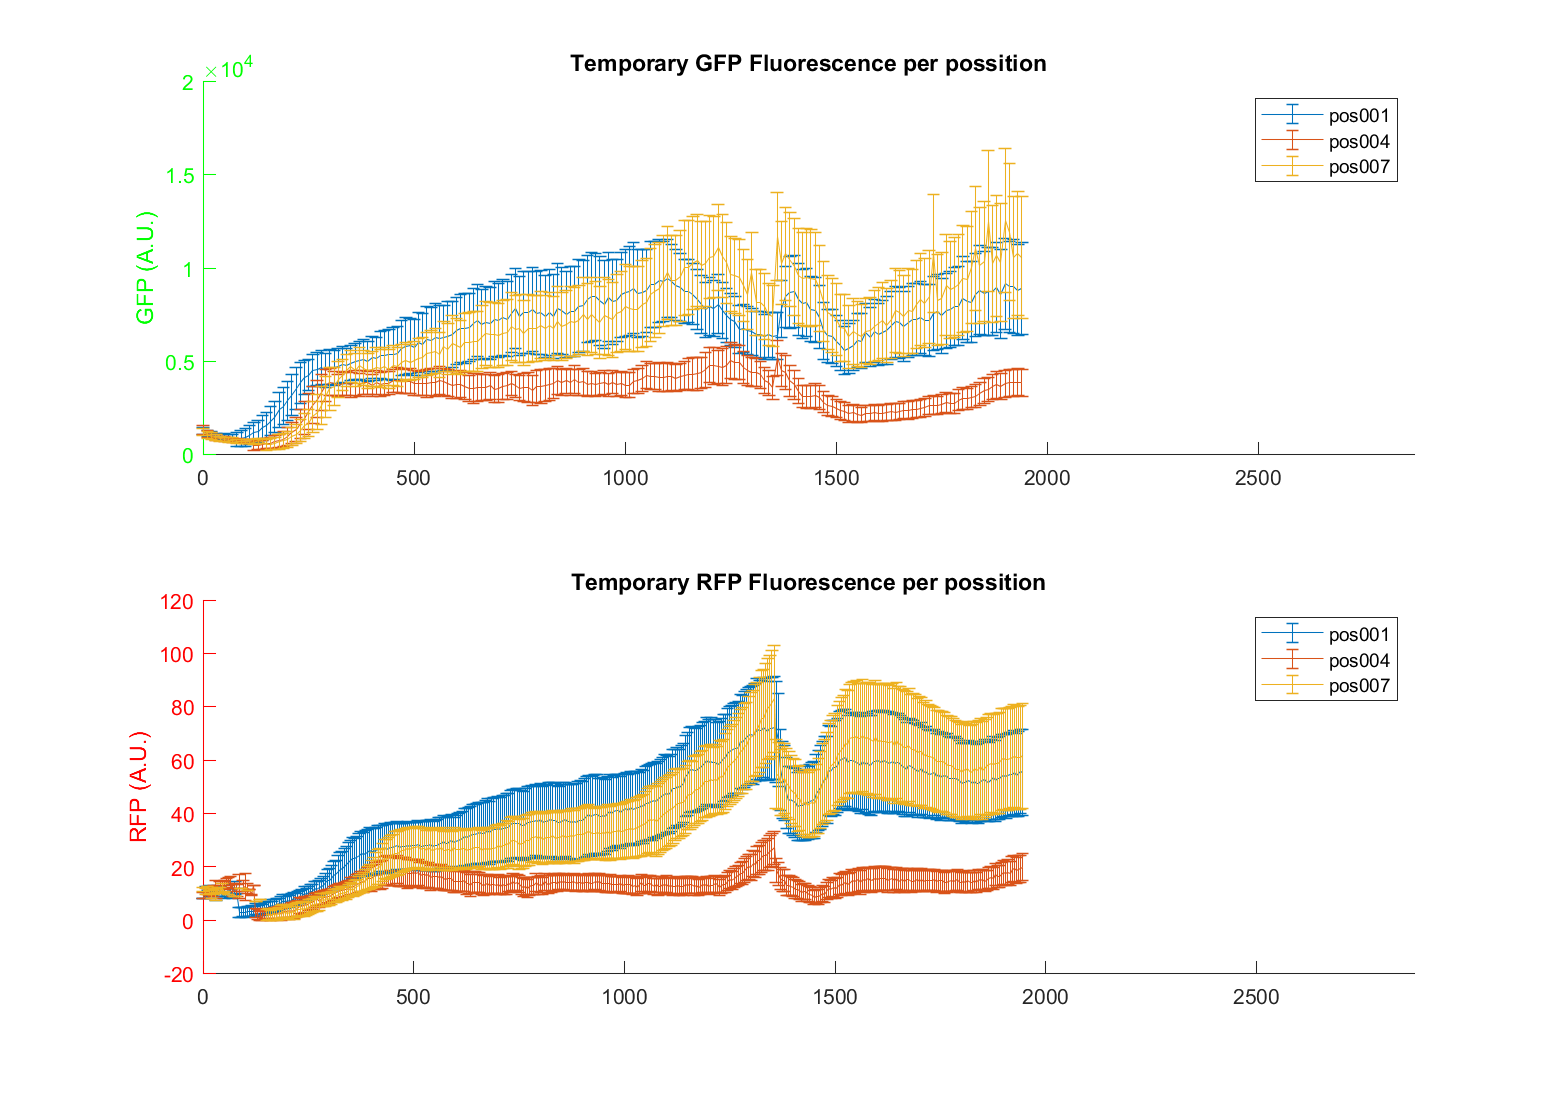 Temporary GFP Fluorescence per possition
×10⁴
2
1.5
1
0.5
0
GFP (A.U.)
0 500 1000 1500 2000 2500
pos001
pos004
pos007
Temporary RFP Fluorescence per possition
120
100
80
60
40
20
0
-20
RFP (A.U.)
0 500 1000 1500 2000 2500
pos001
pos004
pos007